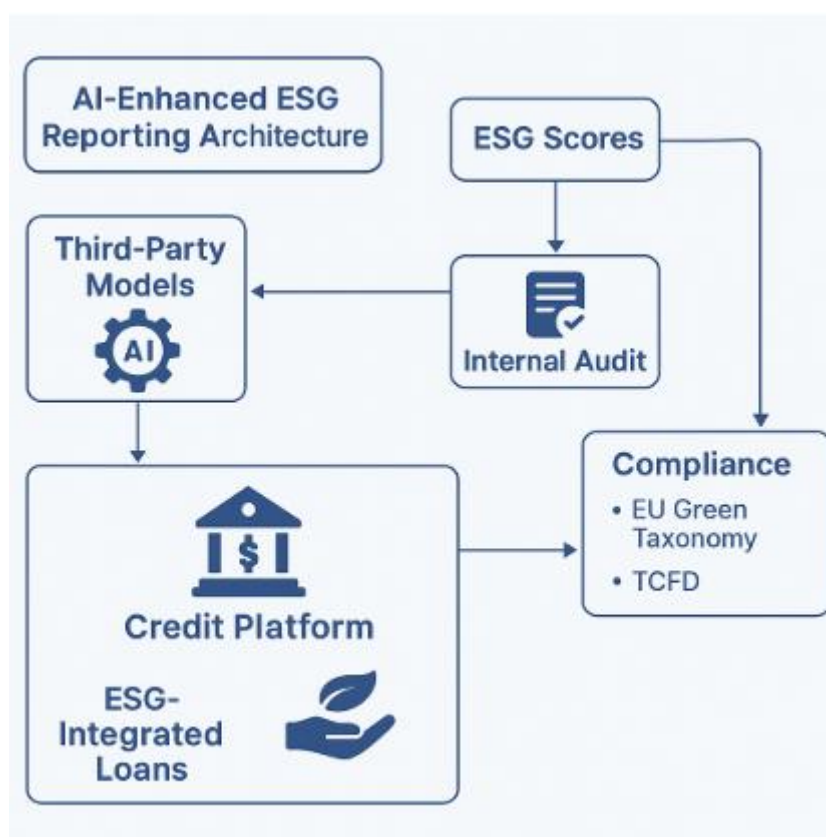 AI-Enhanced ESG
Reporting Architecture
ESG Scores
Third-Party
Models
AI
Internal Audit
Compliance
• EU Green
Taxonomy
• TCFD
$
Credit Platform
ESG-
Integrated
Loans